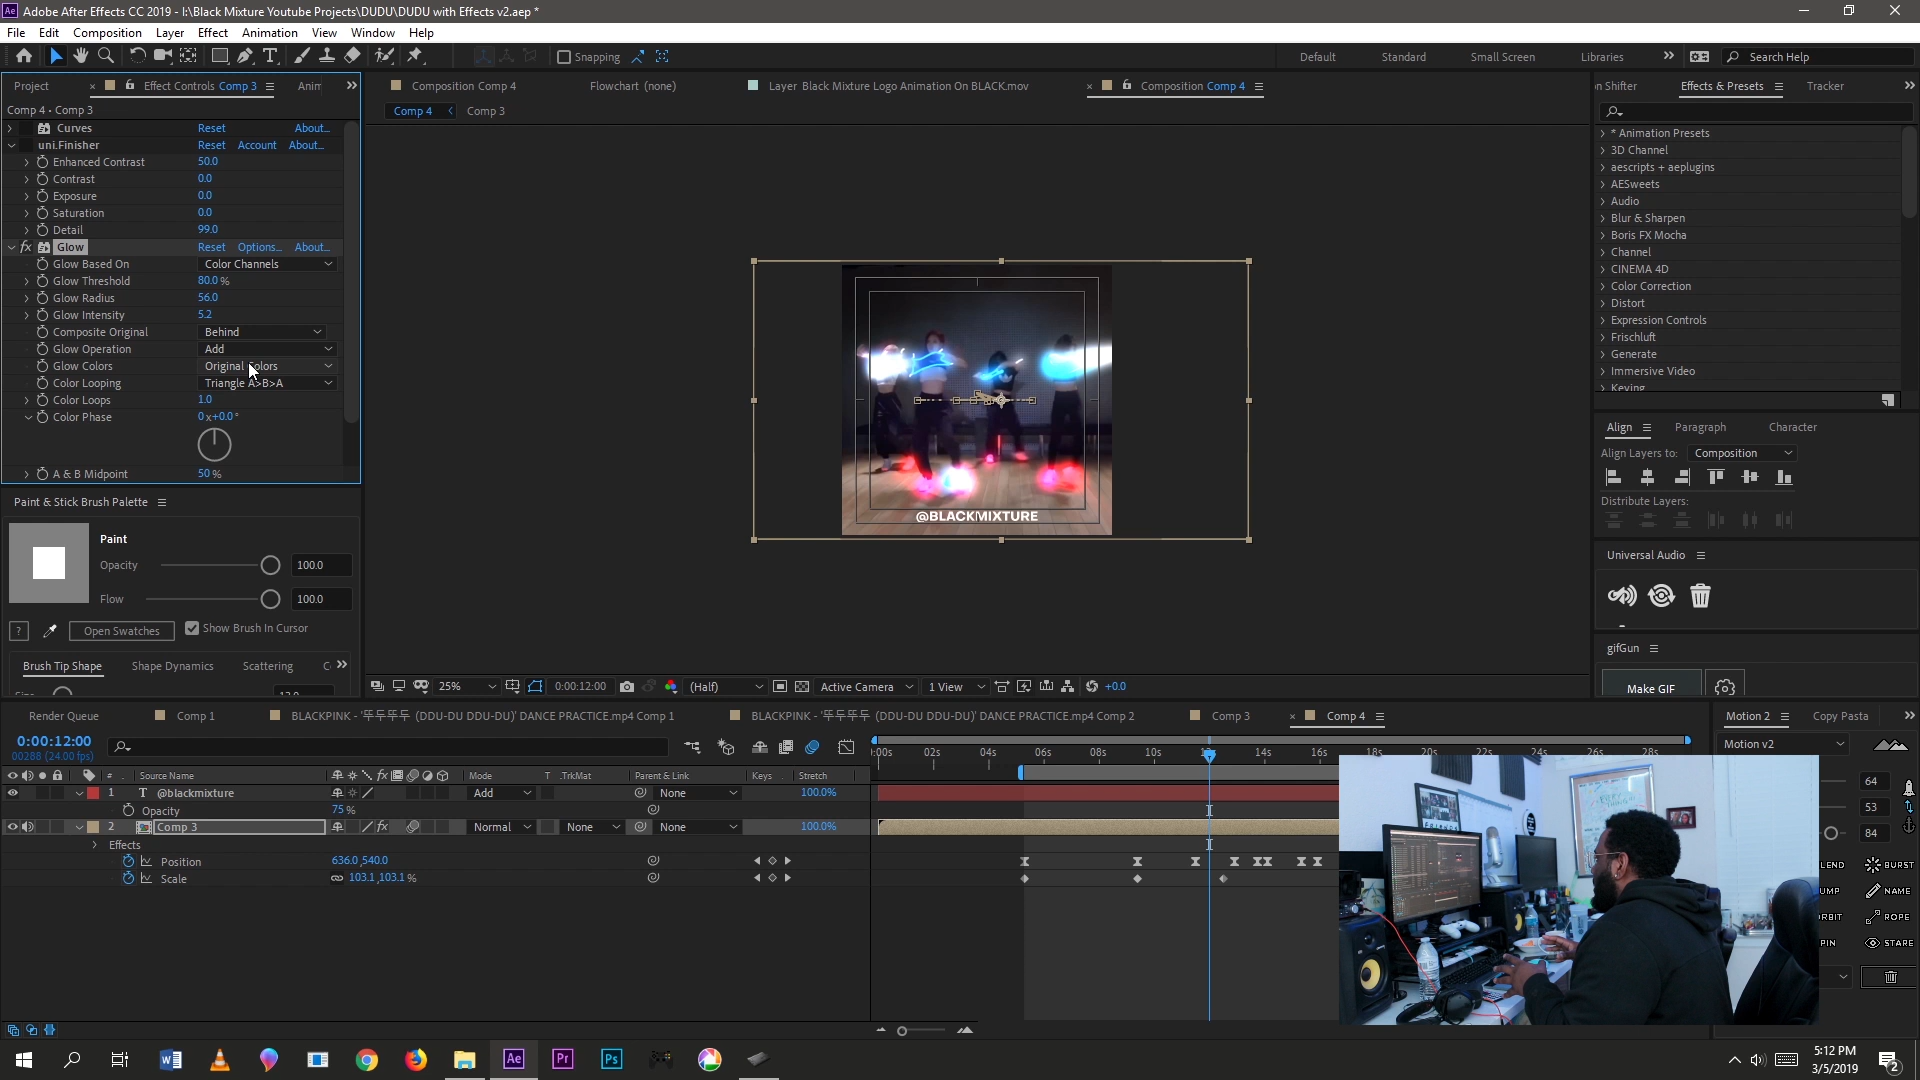 Adobe After Effects CC 2019 - I:\Black Mixture Youtube Projects\DUDU\DUDU with Effects v2.aep *
File Edit Composition Layer Effect Animation View Window Help
Snapping
Default Standard Small Screen Libraries Search Help
Project Effect Controls Comp 3 Anim
Composition Comp 4 Flowchart (none) Layer Black Mixture Logo Animation On BLACK.mov Composition Comp 4
n Shifter Effects & Presets Tracker
Comp 4 • Comp 3
Comp 4 Comp 3
Curves Reset About...
uni.Finisher Reset Account About...
Enhanced Contrast 50.0
Contrast 0.0
Exposure 0.0
Saturation 0.0
Detail 99.0
fx Glow Reset Options... About...
Glow Based On Color Channels
Glow Threshold 80.0 %
Glow Radius 56.0
Glow Intensity 5.2
Composite Original Behind
Glow Operation Add
Glow Colors Original Colors
Color Looping Triangle A>B>A
Color Loops 1.0
Color Phase 0x+0.0°
A & B Midpoint 50 %
@BLACKMIXTURE
* Animation Presets
3D Channel
aescripts + aeplugins
AESweets
Audio
Blur & Sharpen
Boris FX Mocha
Channel
CINEMA 4D
Color Correction
Distort
Expression Controls
Frischluft
Generate
Immersive Video
Keying
Align Paragraph Character
Align Layers to: Composition
Distribute Layers:
Universal Audio
gifGun
Make GIF
Paint & Stick Brush Palette
Paint
Opacity 100.0
Flow 100.0
? Open Swatches Show Brush In Cursor
Brush Tip Shape Shape Dynamics Scattering C
25% 0:00:12:00 (Half) Active Camera 1 View +0.0
Render Queue Comp 1 BLACKPINK - '뚜두뚜두 (DDU-DU DDU-DU)' DANCE PRACTICE.mp4 Comp 1 BLACKPINK - '뚜두뚜두 (DDU-DU DDU-DU)' DANCE PRACTICE.mp4 Comp 2 Comp 3 Comp 4
Motion 2 Copy Pasta
0:00:12:00
00288 (24.00 fps)
:00s 02s 04s 06s 08s 10s 14s 16s 18s 20s 22s 24s 26s 28s
Motion v2
# Source Name Mode T .TrkMat Parent & Link Keys Stretch
1 T @blackmixture Add None 100.0%
Opacity 75 %
2 Comp 3 Normal None None 100.0%
Effects
Position 636.0,540.0
Scale 103.1,103.1 %
64
53
84
LEND BURST
UMP NAME
ORBIT ROPE
PIN STARE
W Ae Pr Ps
5:12 PM
3/5/2019
2